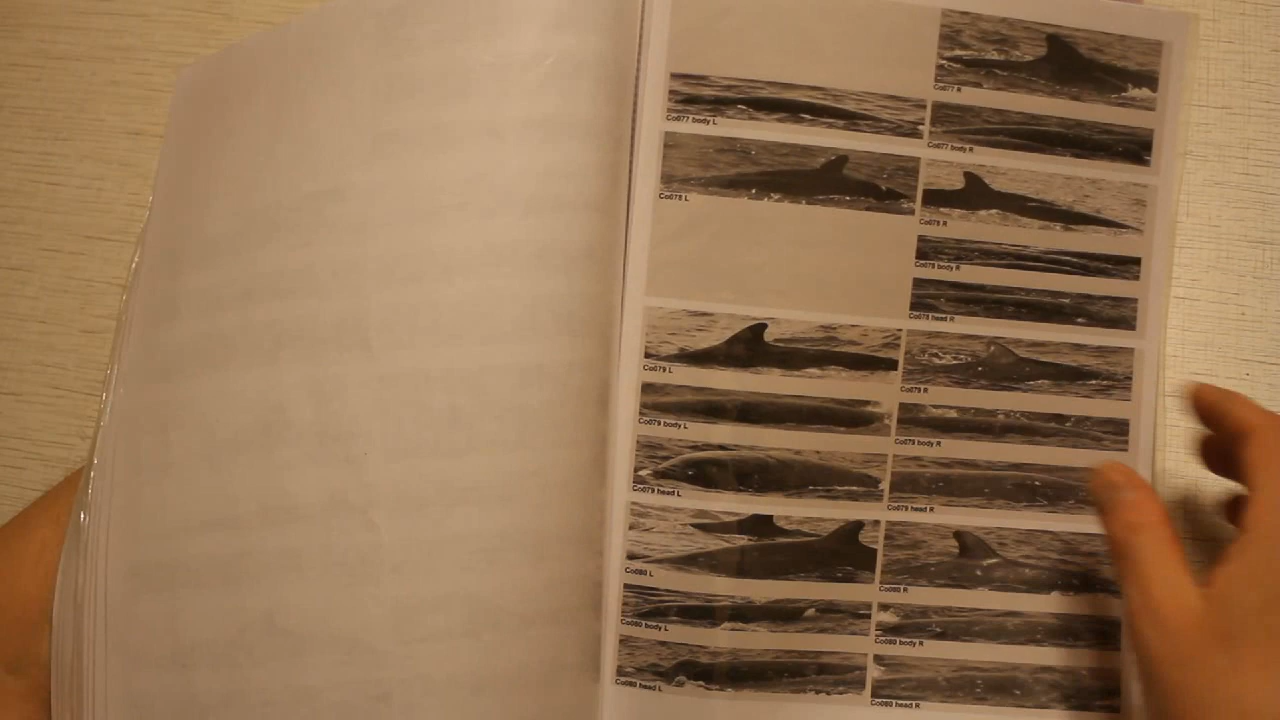 Co077 R
Co077 body L
Co077 body R
Co078 L
Co078 R
Co078 body R
Co078 head R
Co079 L
Co079 R
Co079 body L
Co079 body R
Co079 head L
Co079 head R
Co080 L
Co080 R
Co080 body L
Co080 body R
Co080 head L
Co080 head R